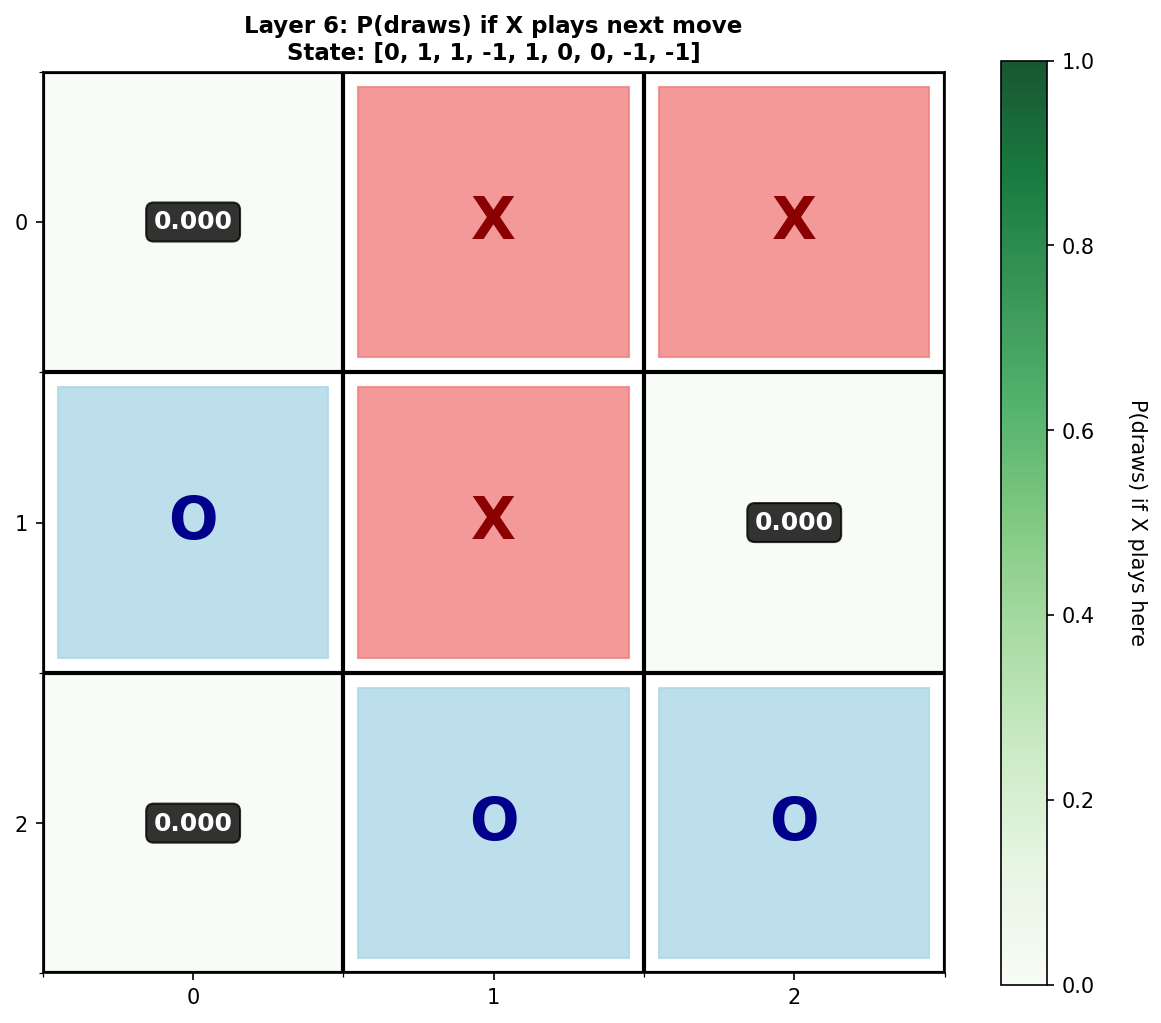 Layer 6: P(draws) if X plays next move
State: [0, 1, 1, -1, 1, 0, 0, -1, -1]
0.000
X
X
O
X
0.000
0.000
O
O
0
1
2
0
1
2
1.0
0.8
0.6
0.4
0.2
0.0
P(draws) if X plays here